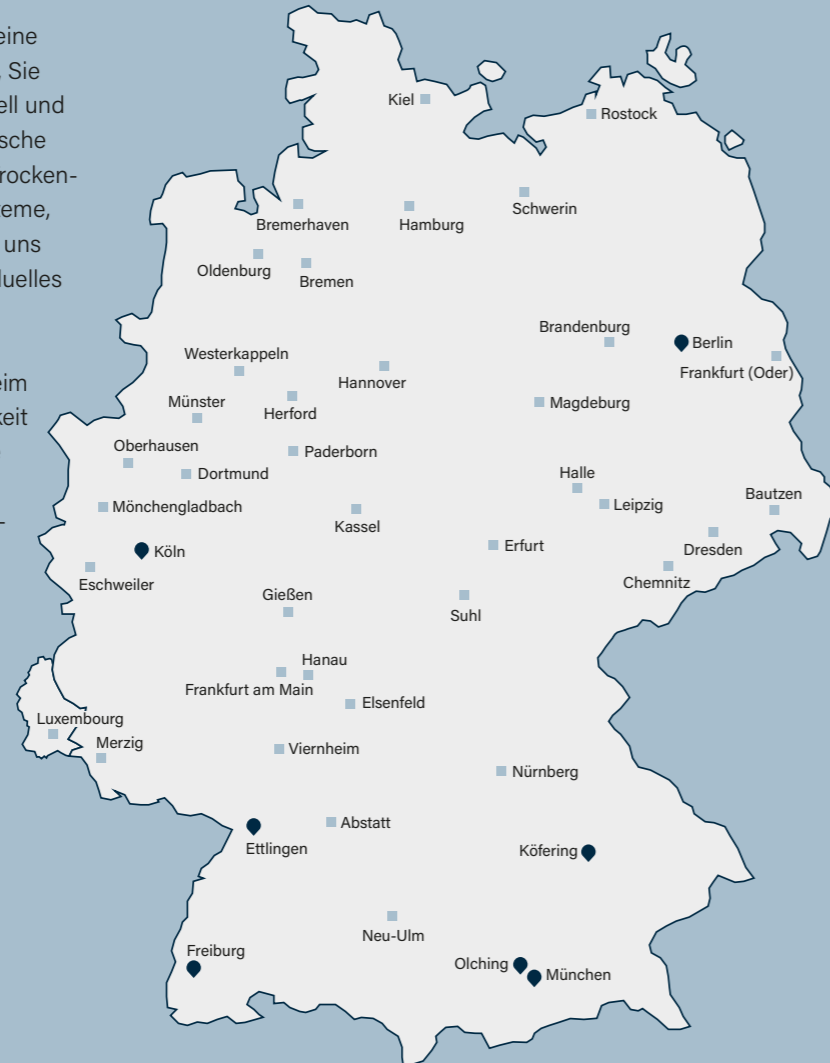 eine
Sie
ell und
sche
rocken-
eme,
uns
duelles
eim
keit
-
Kiel
Rostock
Schwerin
Bremerhaven
Hamburg
Oldenburg
Bremen
Brandenburg
Berlin
Westerkappeln
Frankfurt (Oder)
Hannover
Münster
Herford
Magdeburg
Oberhausen
Paderborn
Dortmund
Halle
Bautzen
Mönchengladbach
Leipzig
Kassel
Köln
Erfurt
Dresden
Eschweiler
Chemnitz
Gießen
Suhl
Hanau
Frankfurt am Main
Elsenfeld
Luxembourg
Merzig
Viernheim
Nürnberg
Abstatt
Ettlingen
Köfering
Neu-Ulm
Freiburg
Olching
München